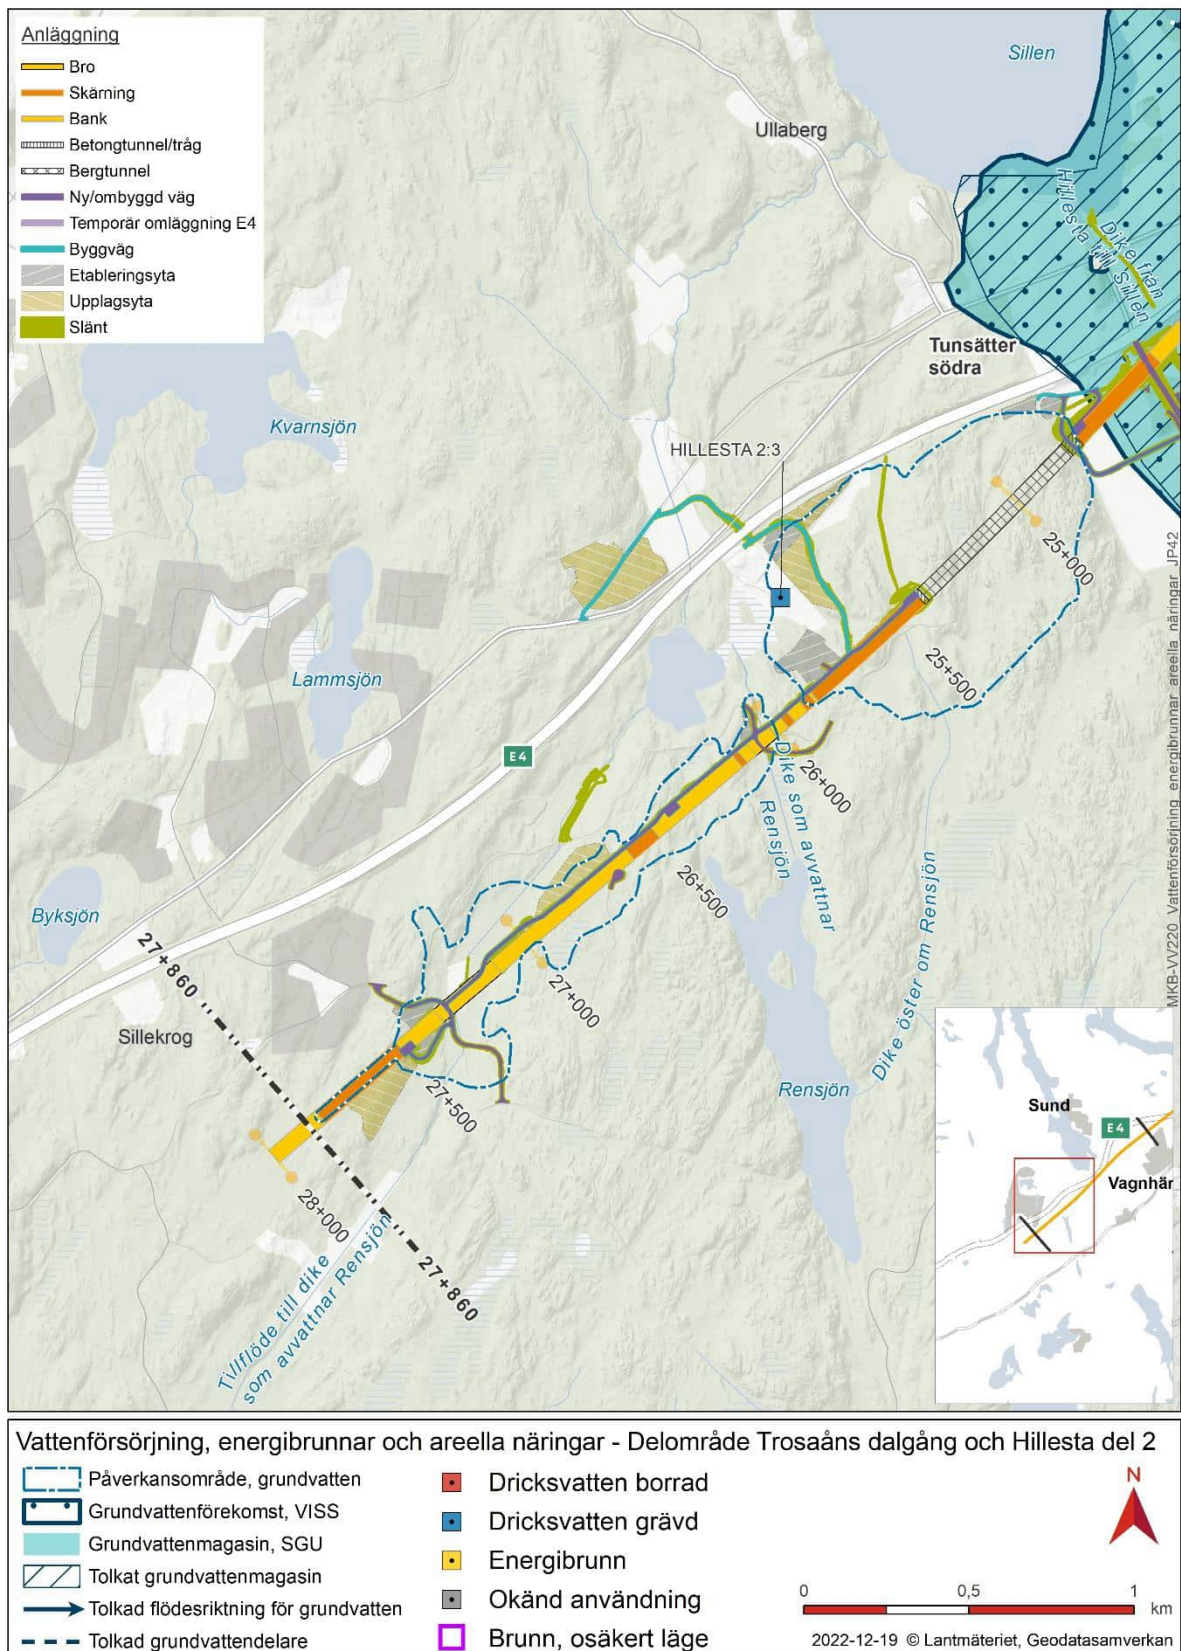 Anläggning
Bro
Skärning
Bank
Betongtunnel/tråg
Bergtunnel
Ny/ombyggd väg
Temporär omläggning E4
Byggväg
Etableringsyta
Upplagsyta
Slänt
Sillen
Ullaberg
Dike från
Hillesta till Sillen
Tunsätter
södra
Kvarnsjön
HILLESTA 2:3
25+000
Lammsjön
25+500
E4
26+000
Dike som avvattnar
Rensjön
26+500
Dike öster om Rensjön
Byksjön
27+860
27+000
Sillekrog
Rensjön
27+500
28+000
27+860
Tillflöde till dike
som avvattnar Rensjön
Sund
E4
Vagnhär
MKB-VV220 Vattenförsörjning energibrunnar areella näringar JP42
Vattenförsörjning, energibrunnar och areella näringar - Delområde Trosaåns dalgång och Hillesta del 2
Påverkansområde, grundvatten
Grundvattenförekomst, VISS
Grundvattenmagasin, SGU
Tolkat grundvattenmagasin
Tolkad flödesriktning för grundvatten
Tolkad grundvattendelare
Dricksvatten borrad
Dricksvatten grävd
Energibrunn
Okänd användning
Brunn, osäkert läge
N
0 0,5 1
km
2022-12-19 © Lantmäteriet, Geodatasamverkan